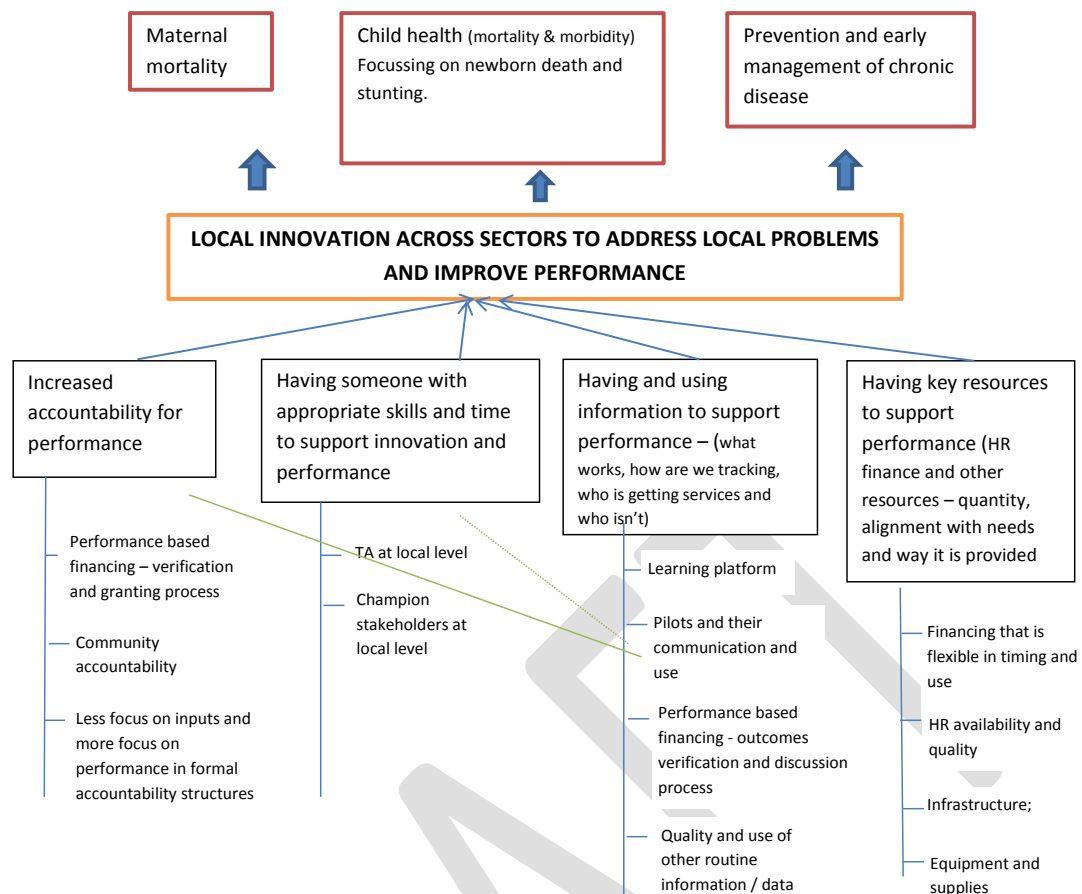 Maternal
mortality
Child health (mortality & morbidity)
Focussing on newborn death and
stunting.
Prevention and early
management of chronic
disease
LOCAL INNOVATION ACROSS SECTORS TO ADDRESS LOCAL PROBLEMS
AND IMPROVE PERFORMANCE
Increased
accountability for
performance
Performance based
financing – verification
and granting process
Community
accountability
Less focus on inputs and
more focus on
performance in formal
accountability structures
Having someone with
appropriate skills and time
to support innovation and
performance
TA at local level
Champion
stakeholders at
local level
Having and using
information to support
performance – (what
works, how are we tracking,
who is getting services and
who isn't)
Learning platform
Pilots and their
communication and
use
Performance based
financing - outcomes
verification and discussion
process
Quality and use of
other routine
information / data
Having key resources
to support
performance (HR
finance and other
resources – quantity,
alignment with needs
and way it is provided
Financing that is
flexible in timing and
use
HR availability and
quality
Infrastructure;
Equipment and
supplies